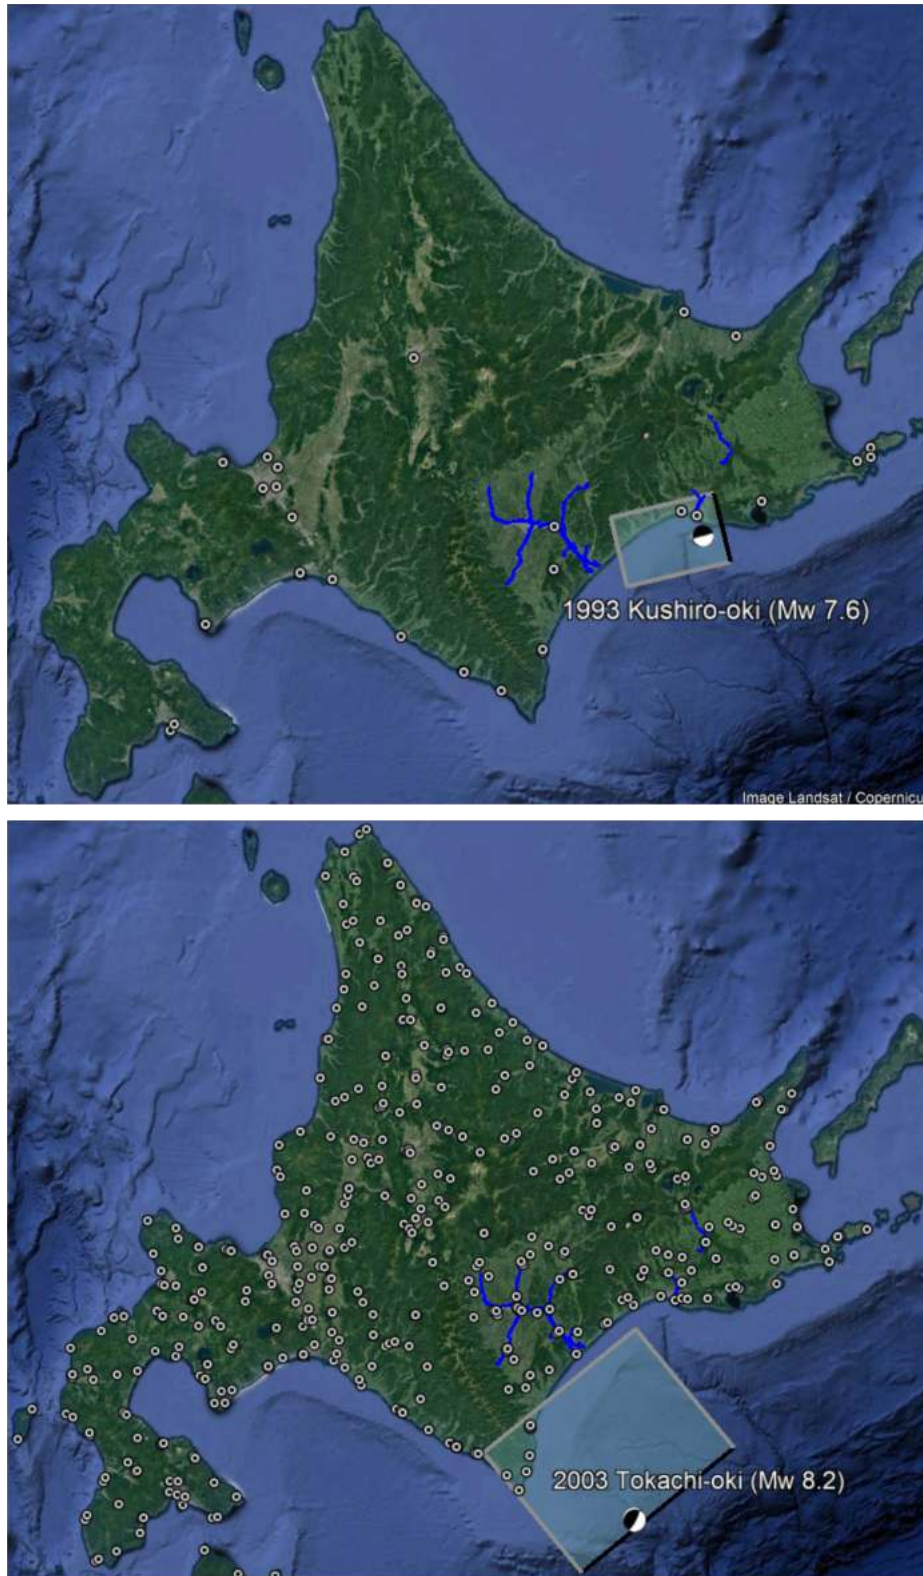 1993 Kushiro-oki (Mw 7.6)
Image Landsat / Copernicu
2003 Tokachi-oki (Mw 8.2)